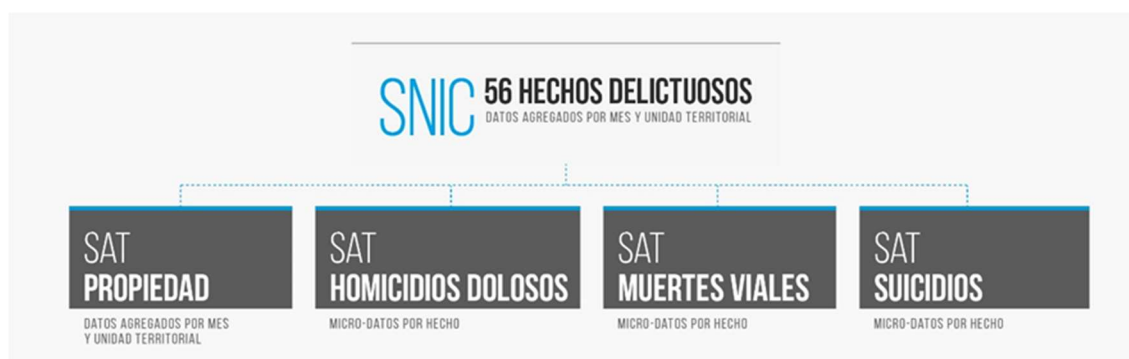 SNIC 56 HECHOS DELICTUOSOS
DATOS AGREGADOS POR MES Y UNIDAD TERRITORIAL
SAT
PROPIEDAD
DATOS AGREGADOS POR MES
Y UNIDAD TERRITORIAL
SAT
HOMICIDIOS DOLOSOS
MICRO-DATOS POR HECHO
SAT
MUERTES VIALES
MICRO-DATOS POR HECHO
SAT
SUICIDIOS
MICRO-DATOS POR HECHO